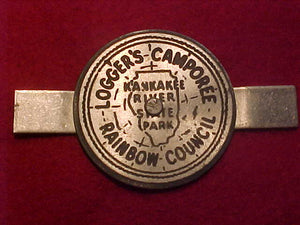 LOGGER'S CAMPOREE
KANKAKEE
RIVER
STATE
PARK
RAINBOW COUNCIL